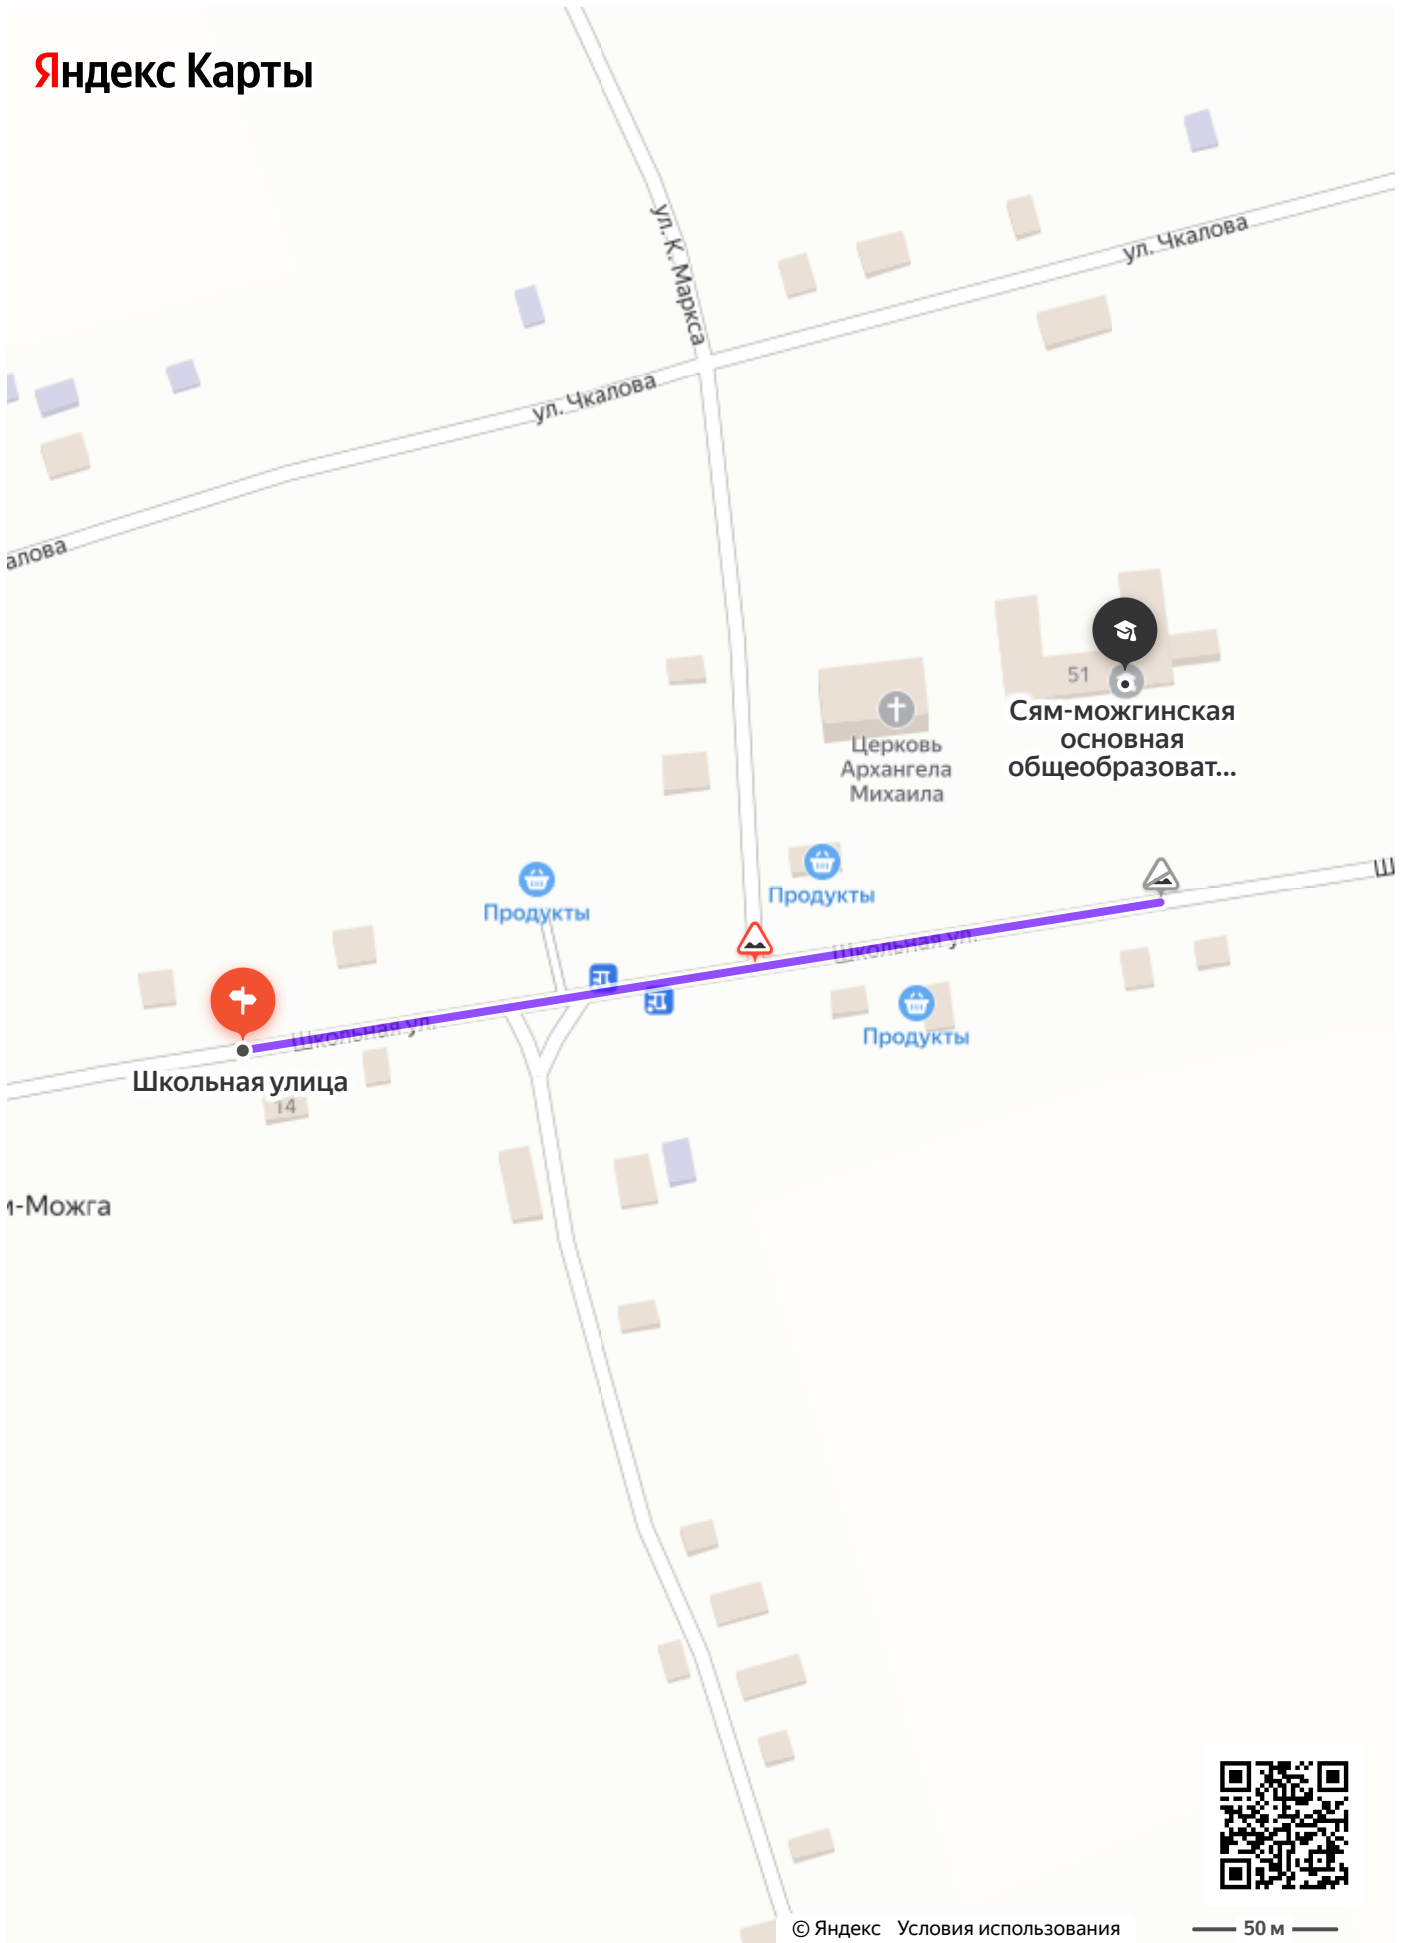 Яндекс Карты
ул. К. Маркса
ул. Чкалова
ул. Чкалова
алова
51
Сям-можгинская
основная
общеобразоват...
Церковь
Архангела
Михаила
Продукты
Продукты
Ш
Школьная ул.
Школьная ул.
Продукты
Школьная улица
14
-Можга
© Яндекс Условия использования
50 м